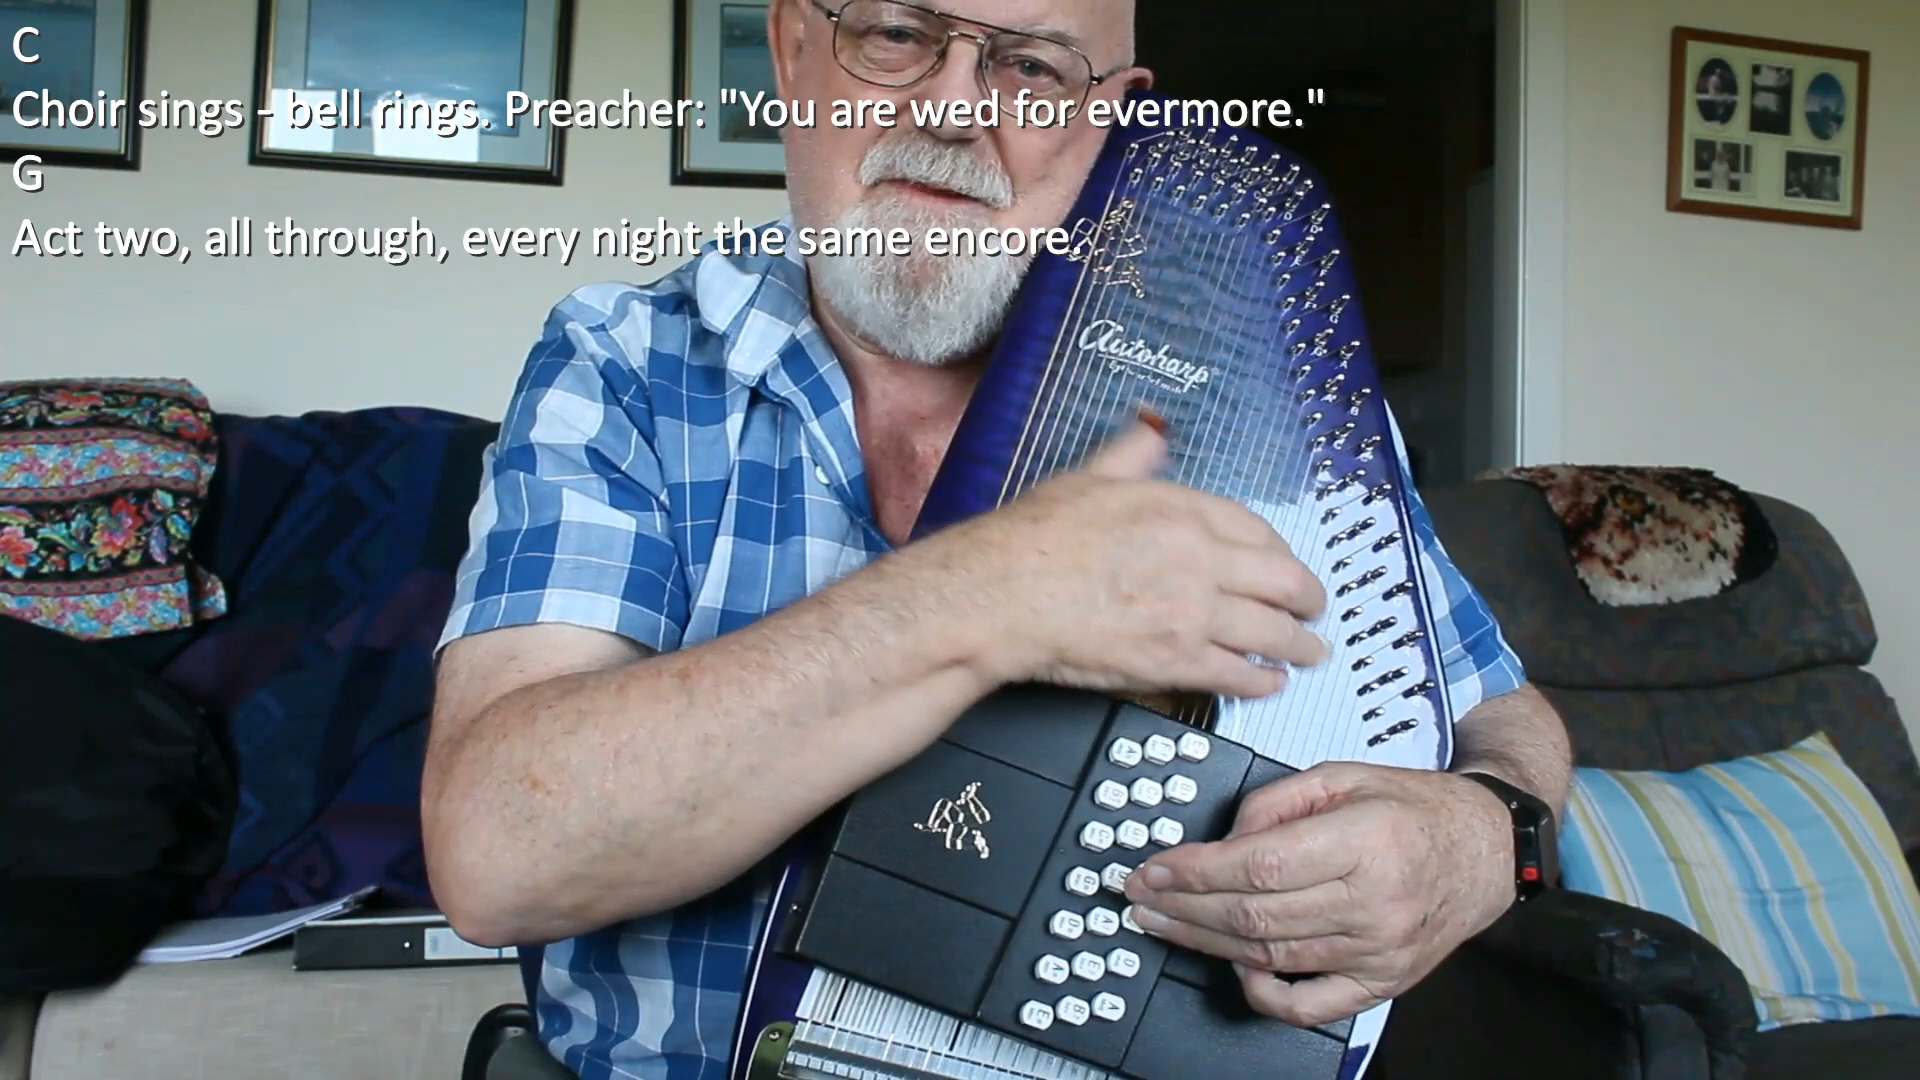 C
Choir sings - bell rings. Preacher: "You are wed for evermore."
G
Act two, all through, every night the same encore.
Autoharp